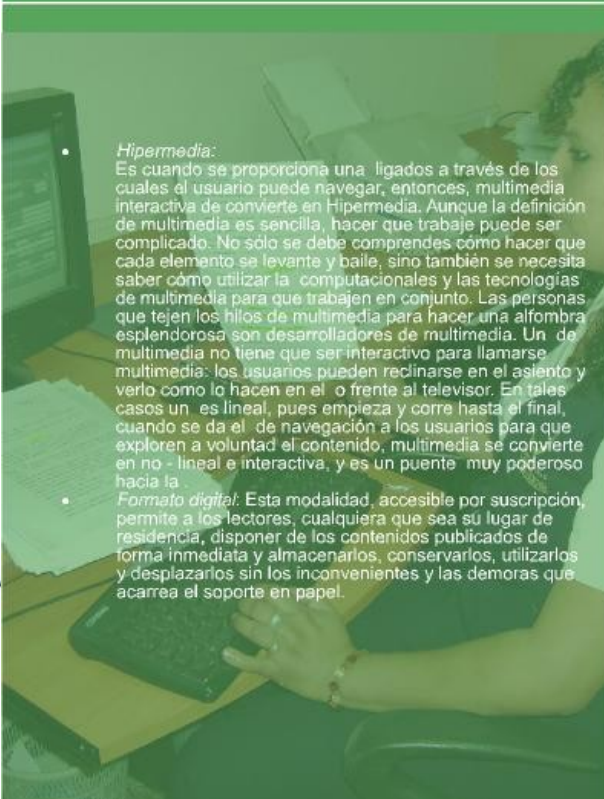 • Hipermedia:
Es cuando se proporciona una ligados a través de los
cuales el usuario puede navegar, entonces, multimedia
interactiva de convierte en Hipermedia. Aunque la definición
de multimedia es sencilla, hacer que trabaje puede ser
complicado. No sólo se debe comprendes cómo hacer que
cada elemento se levante y baile, sino también se necesita
saber cómo utilizar la computacionales y las tecnologías
de multimedia para que trabajen en conjunto. Las personas
que tejen los hilos de multimedia para hacer una alfombra
esplendorosa son desarrolladores de multimedia. Un de
multimedia no tiene que ser interactivo para llamarse
multimedia: los usuarios pueden reclinarse en el asiento y
verlo como lo hacen en el o frente al televisor. En tales
casos un es lineal, pues empieza y corre hasta el final,
cuando se da el de navegación a los usuarios para que
exploren a voluntad el contenido, multimedia se convierte
en no - lineal e interactiva, y es un puente muy poderoso
hacia la .
• Formato digital: Esta modalidad, accesible por suscripción,
permite a los lectores, cualquiera que sea su lugar de
residencia, disponer de los contenidos publicados de
forma inmediata y almacenarlos, conservarlos, utilizarlos
y desplazarlos sin los inconvenientes y las demoras que
acarrea el soporte en papel.